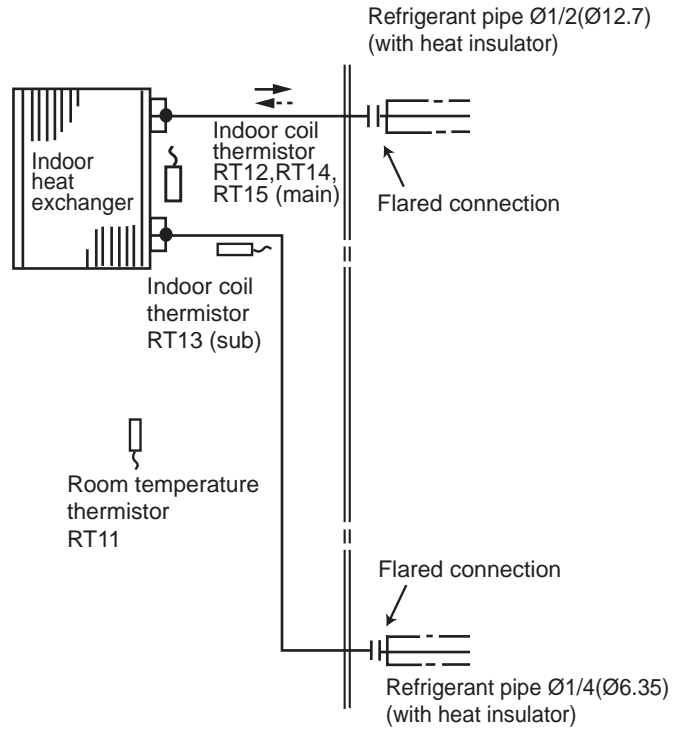 Refrigerant pipe Ø1/2(Ø12.7)
(with heat insulator)
Indoor
heat
exchanger
Indoor coil
thermistor
RT12,RT14,
RT15 (main)
Flared connection
Indoor coil
thermistor
RT13 (sub)
Room temperature
thermistor
RT11
Flared connection
Refrigerant pipe Ø1/4(Ø6.35)
(with heat insulator)